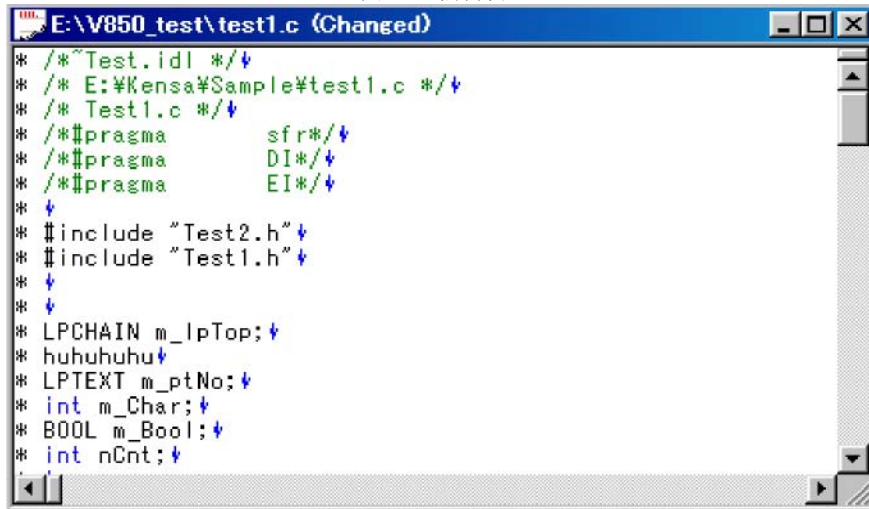 E:\V850_test\test1.c (Changed)
* /*~Test.idl */
* /* E:¥Kensa¥Sample¥test1.c */
* /* Test1.c */
* /*#pragma sfr*/
* /*#pragma DI*/
* /*#pragma EI*/
*
* #include "Test2.h"
* #include "Test1.h"
*
*
* LPCHAIN m_lpTop;
* huhuhuhu
* LPTEXT m_ptNo;
* int m_Char;
* BOOL m_Bool;
* int nCnt;